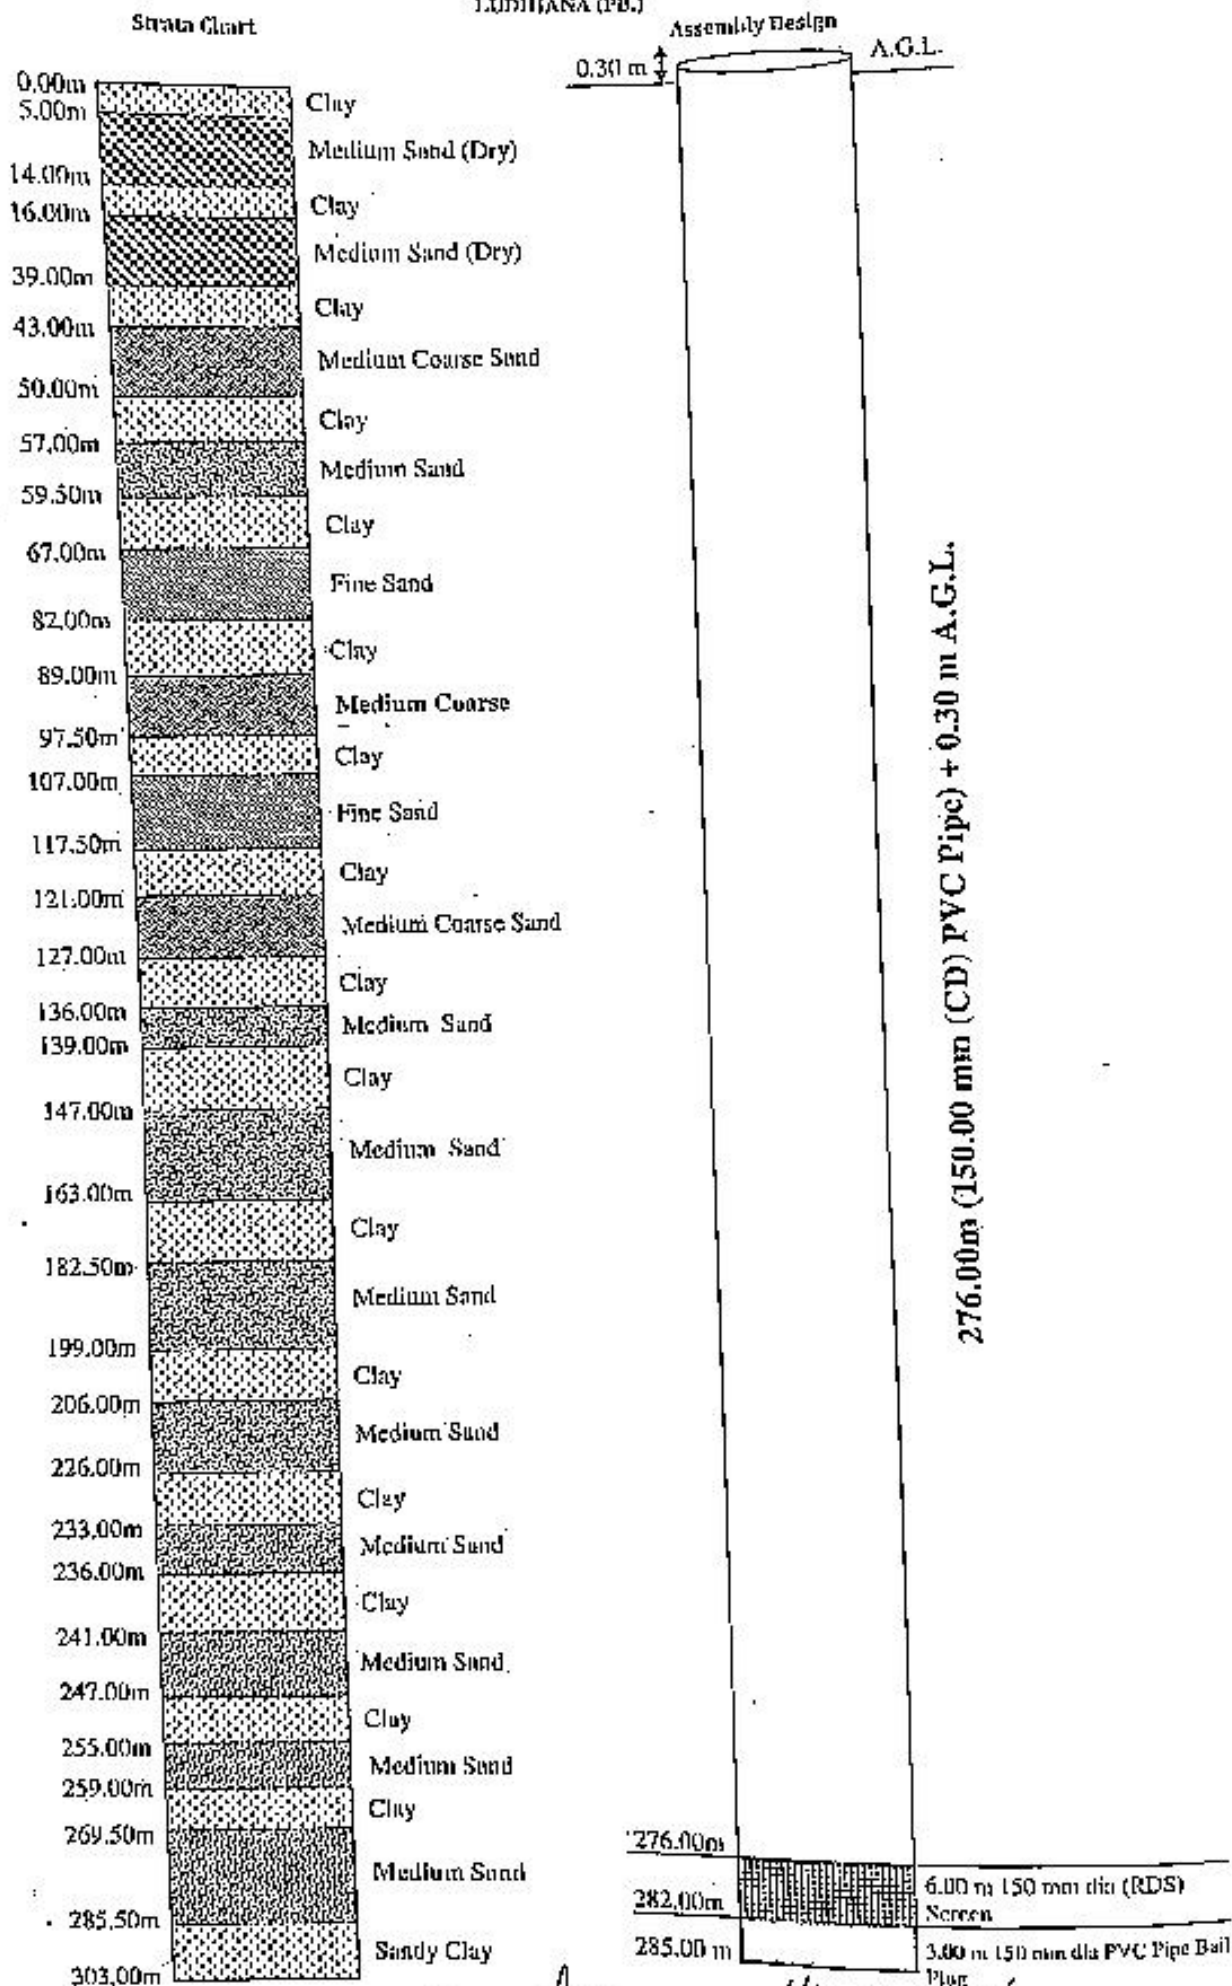 LUDHIANA (PB.)
Strata Chart
0.00m
Clay
5.00m
Medium Sand (Dry)
14.00m
Clay
16.00m
Medium Sand (Dry)
39.00m
Clay
43.00m
Medium Coarse Sand
50.00m
Clay
57.00m
Medium Sand
59.50m
Clay
67.00m
Fine Sand
82.00m
Clay
89.00m
Medium Coarse
97.50m
Clay
107.00m
Fine Sand
117.50m
Clay
121.00m
Medium Coarse Sand
127.00m
Clay
136.00m
Medium Sand
139.00m
Clay
147.00m
Medium Sand
163.00m
Clay
182.50m
Medium Sand
199.00m
Clay
206.00m
Medium Sand
226.00m
Clay
233.00m
Medium Sand
236.00m
Clay
241.00m
Medium Sand
247.00m
Clay
255.00m
Medium Sand
259.00m
Clay
269.50m
Medium Sand
285.50m
Sandy Clay
303.00m
Assembly Design
0.30 m
A.G.L.
276.00m (150.00 mm (CD) PVC Pipe) + 0.30 m A.G.L.
276.00m
6.00 m 150 mm dia (RDS)
Screen
282.00m
285.00 m
3.00 m 150 mm dia PVC Pipe Bail
Plug